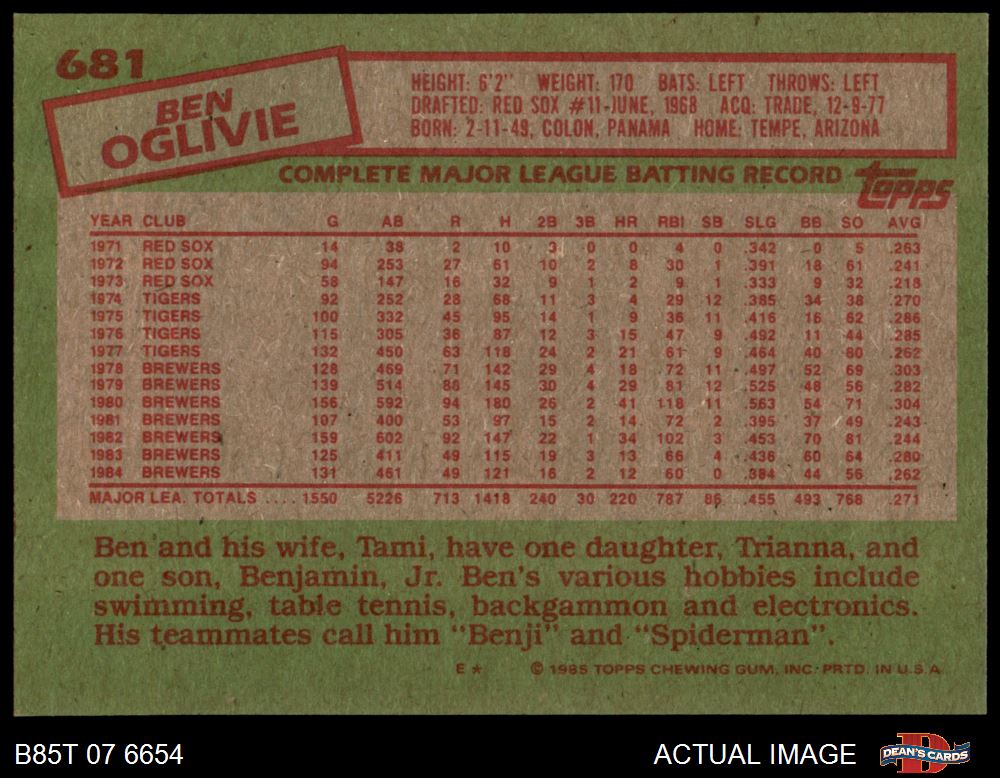 681
BEN
OGLIVIE
HEIGHT: 6'2" WEIGHT: 170 BATS: LEFT THROWS: LEFT
DRAFTED: RED SOX #11-JUNE, 1968 ACQ: TRADE, 12-9-77
BORN: 2-11-49, COLON, PANAMA HOME: TEMPE, ARIZONA
COMPLETE MAJOR LEAGUE BATTING RECORD topps
YEAR CLUB G AB R H 2B 3B HR RBI SB SLG BB SO AVG
1971 RED SOX 14 38 2 10 3 0 0 4 0 .342 0 5 .263
1972 RED SOX 94 253 27 61 10 2 8 30 1 .391 18 61 .241
1973 RED SOX 58 147 16 32 9 1 2 9 1 .333 9 32 .218
1974 TIGERS 92 252 28 68 11 3 4 29 12 .385 34 38 .270
1975 TIGERS 100 332 45 95 14 1 9 36 11 .416 16 62 .286
1976 TIGERS 115 305 36 87 12 3 15 47 9 .492 11 44 .285
1977 TIGERS 132 450 63 118 24 2 21 61 9 .464 40 80 .262
1978 BREWERS 128 469 71 142 29 4 18 72 11 .497 52 69 .303
1979 BREWERS 139 514 88 145 30 4 29 81 12 .525 48 56 .282
1980 BREWERS 156 592 94 180 26 2 41 118 11 .563 54 71 .304
1981 BREWERS 107 400 53 97 15 2 14 72 2 .395 37 49 .243
1982 BREWERS 159 602 92 147 22 1 34 102 3 .453 70 81 .244
1983 BREWERS 125 411 49 115 19 3 13 66 4 .436 60 64 .280
1984 BREWERS 131 461 49 121 16 2 12 60 0 .384 44 56 .262
MAJOR LEA. TOTALS .... 1550 5226 713 1418 240 30 220 787 86 .455 493 768 .271
Ben and his wife, Tami, have one daughter, Trianna, and
one son, Benjamin, Jr. Ben's various hobbies include
swimming, table tennis, backgammon and electronics.
His teammates call him "Benji" and "Spiderman".
E * © 1985 TOPPS CHEWING GUM, INC. PRTD. IN U.S.A.
B85T 07 6654 ACTUAL IMAGE DEAN'S CARDS